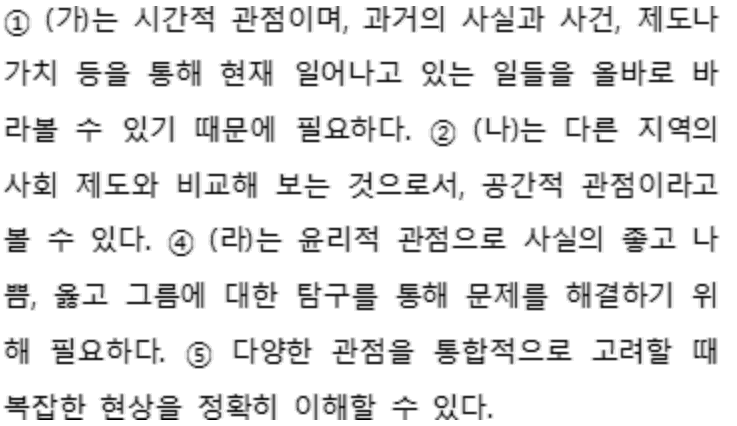 ① (가)는 시간적 관점이며, 과거의 사실과 사건, 제도나
가치 등을 통해 현재 일어나고 있는 일들을 올바로 바
라볼 수 있기 때문에 필요하다. ② (나)는 다른 지역의
사회 제도와 비교해 보는 것으로서, 공간적 관점이라고
볼 수 있다. ④ (라)는 윤리적 관점으로 사실의 좋고 나
쁨, 옳고 그름에 대한 탐구를 통해 문제를 해결하기 위
해 필요하다. ⑤ 다양한 관점을 통합적으로 고려할 때
복잡한 현상을 정확히 이해할 수 있다.